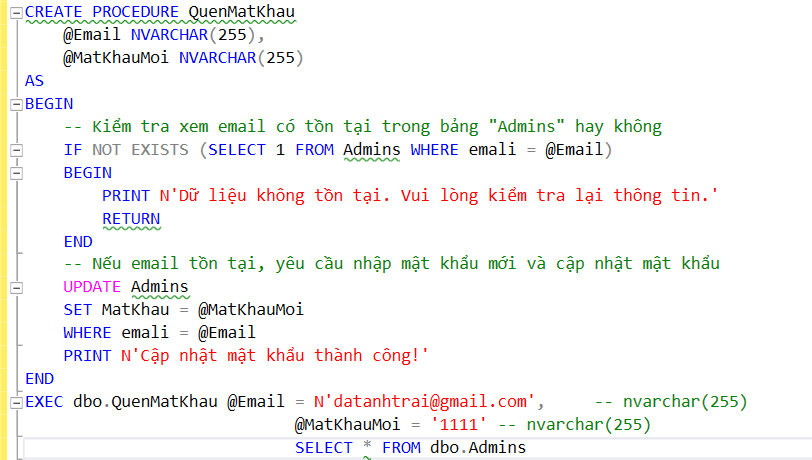 CREATE PROCEDURE QuenMatKhau
@Email NVARCHAR(255),
@MatKhauMoi NVARCHAR(255)
AS
BEGIN
-- Kiểm tra xem email có tồn tại trong bảng "Admins" hay không
IF NOT EXISTS (SELECT 1 FROM Admins WHERE emali = @Email)
BEGIN
PRINT N'Dữ liệu không tồn tại. Vui lòng kiểm tra lại thông tin.'
RETURN
END
-- Nếu email tồn tại, yêu cầu nhập mật khẩu mới và cập nhật mật khẩu
UPDATE Admins
SET MatKhau = @MatKhauMoi
WHERE emali = @Email
PRINT N'Cập nhật mật khẩu thành công!'
END
EXEC dbo.QuenMatKhau @Email = N'datanhtrai@gmail.com', -- nvarchar(255)
@MatKhauMoi = '1111' -- nvarchar(255)
SELECT * FROM dbo.Admins